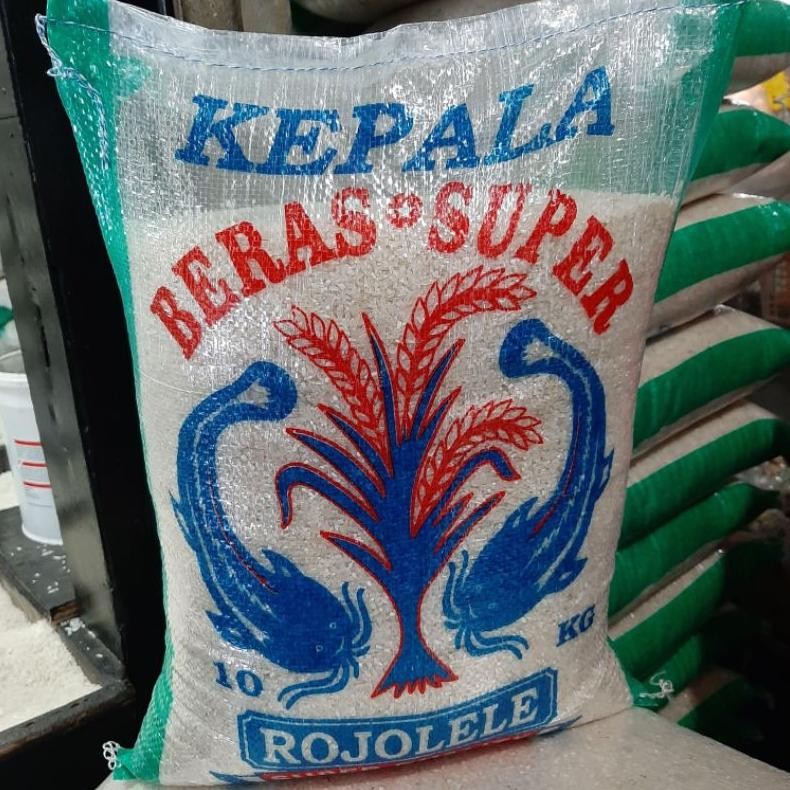 KEPALA
BERAS SUPER
10 KG
ROJOLELE